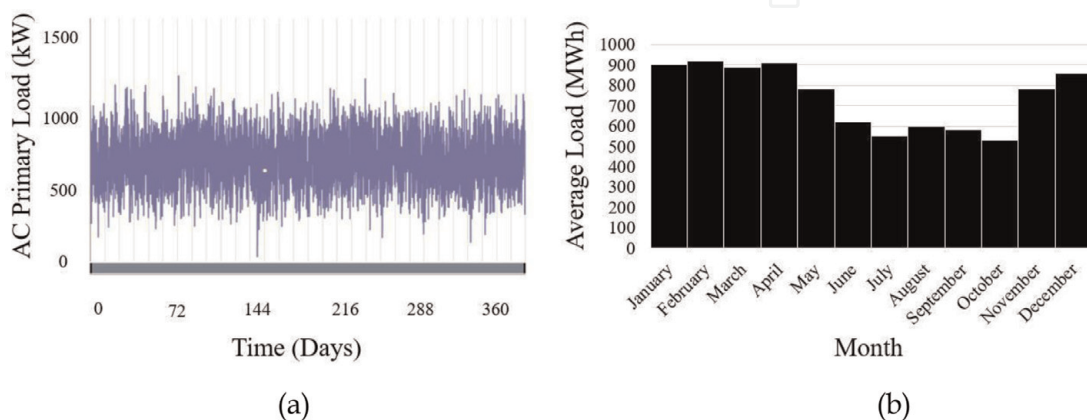 AC Primary Load (kW)
1500
1000
500
0
0 72 144 216 288 360
Time (Days)
(a)
Average Load (MWh)
1000
900
800
700
600
500
400
300
200
100
0
January
February
March
April
May
June
July
August
September
October
November
December
Month
(b)